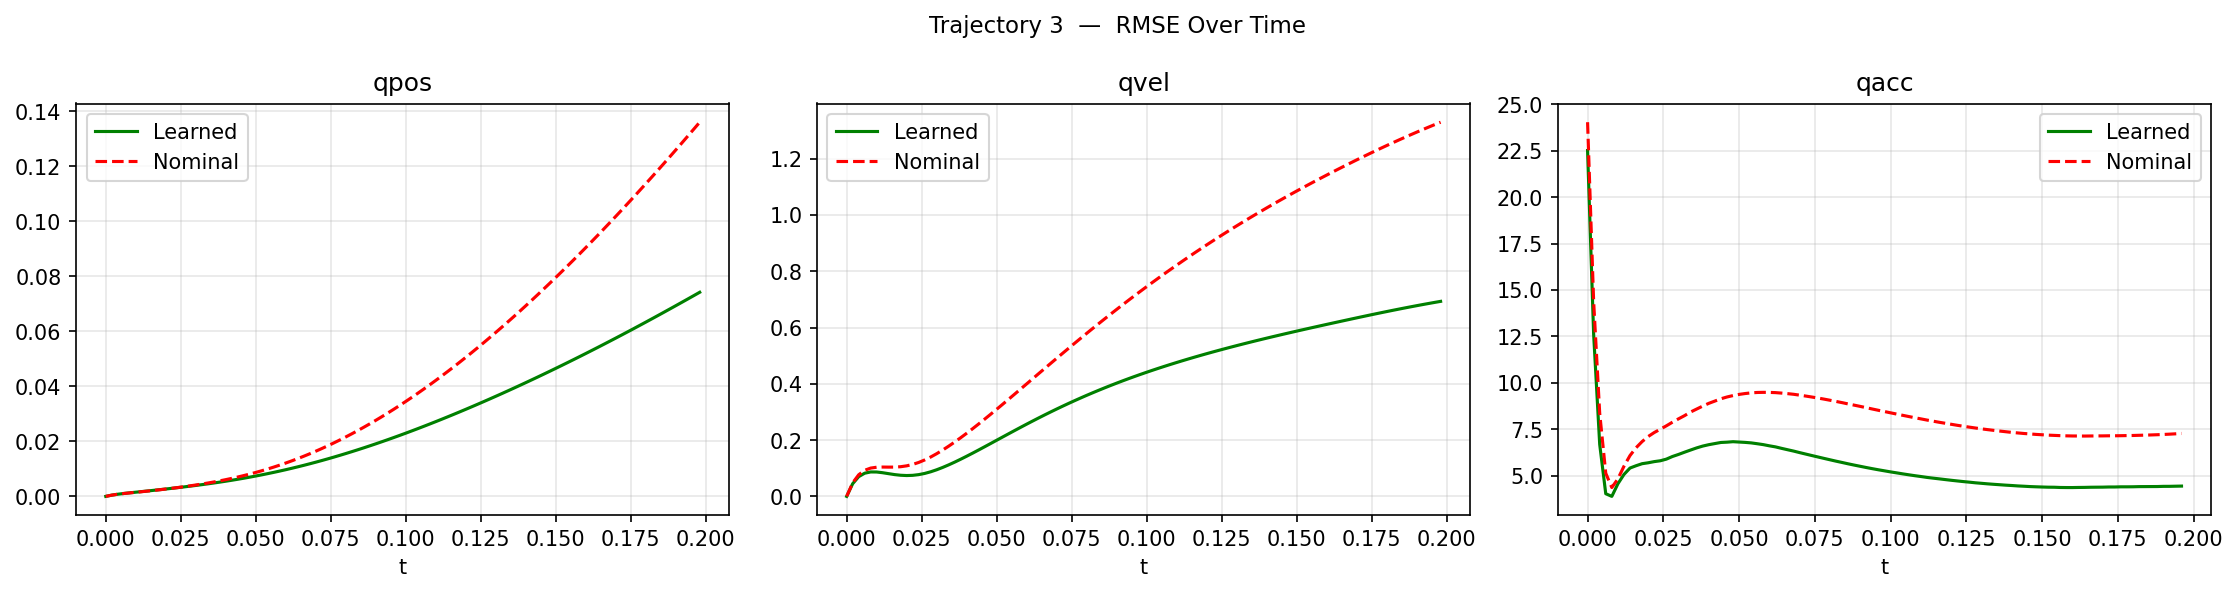 Trajectory 3 — RMSE Over Time
qpos
0.14
0.12
0.10
0.08
0.06
0.04
0.02
0.00
Learned
Nominal
0.000 0.025 0.050 0.075 0.100 0.125 0.150 0.175 0.200
t
qvel
1.2
1.0
0.8
0.6
0.4
0.2
0.0
Learned
Nominal
0.000 0.025 0.050 0.075 0.100 0.125 0.150 0.175 0.200
t
qacc
25.0
22.5
20.0
17.5
15.0
12.5
10.0
7.5
5.0
Learned
Nominal
0.000 0.025 0.050 0.075 0.100 0.125 0.150 0.175 0.200
t